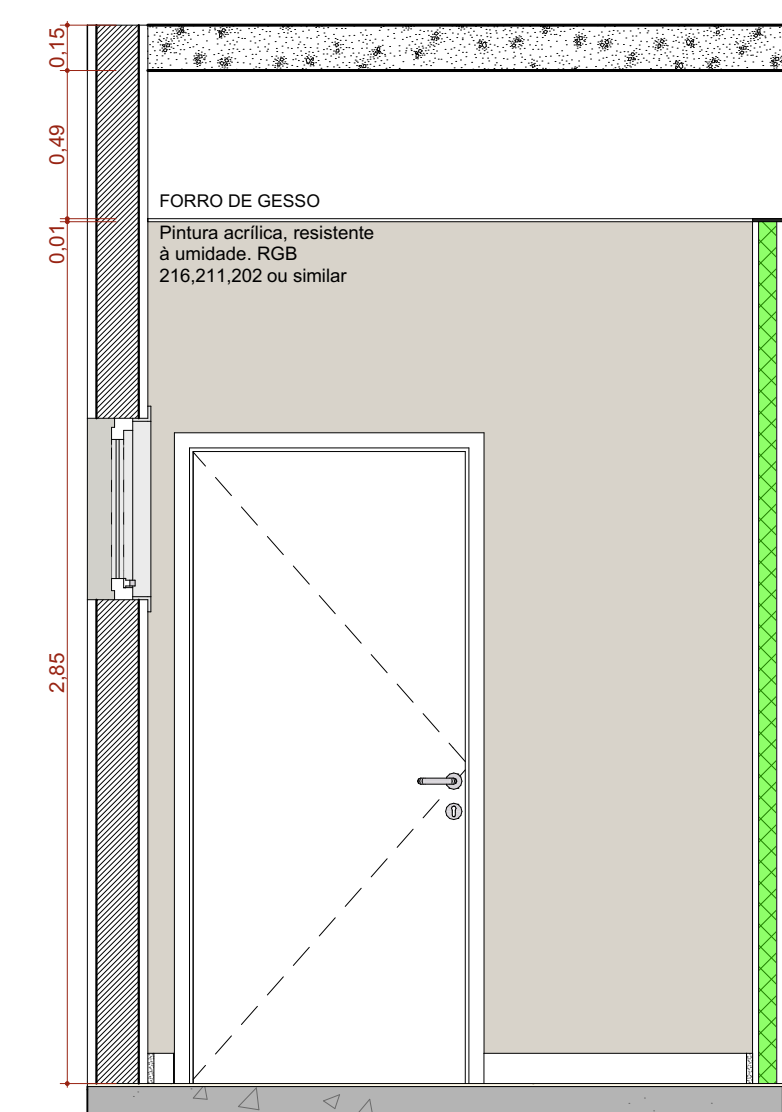 0,15
0,49
FORRO DE GESSO
0,01
Pintura acrílica, resistente
à umidade. RGB
216,211,202 ou similar
2,85